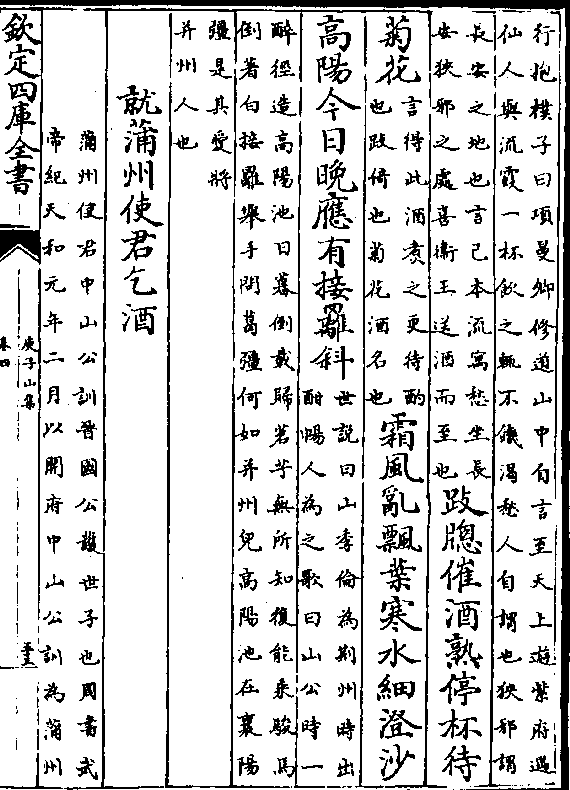 行抱樸子曰項曼卿修道山中自言至天上遊紫府遇
仙人與流霞一杯飲之輒不饑渴愁人自謂也狹邪謂
長安之地也言己本流寓愁坐長
安狹邪之處喜衞王送酒而至也
跂牕催酒熟停杯待
菊花
言得此酒煮之更待酌
也跂倚也菊花酒名也
霜風亂飄葉寒水細澄沙
高陽今日晚應有接䍦斜
世說曰山季倫為荆州時出
酣暢人為之歌曰山公時一
醉徑造高陽池日暮倒載歸茗艼無所知復能乗駿馬
倒著白接䍦舉手問葛彊何如并州兒高陽池在襄陽
彊是其愛將
并州人也
就蒲州使君乞酒
蒲州使君中山公訓晉國公護世子也周書武
帝紀天和元年二月以開府中山公訓為蒲州
欽定四庫全書
庾子山集
卷四